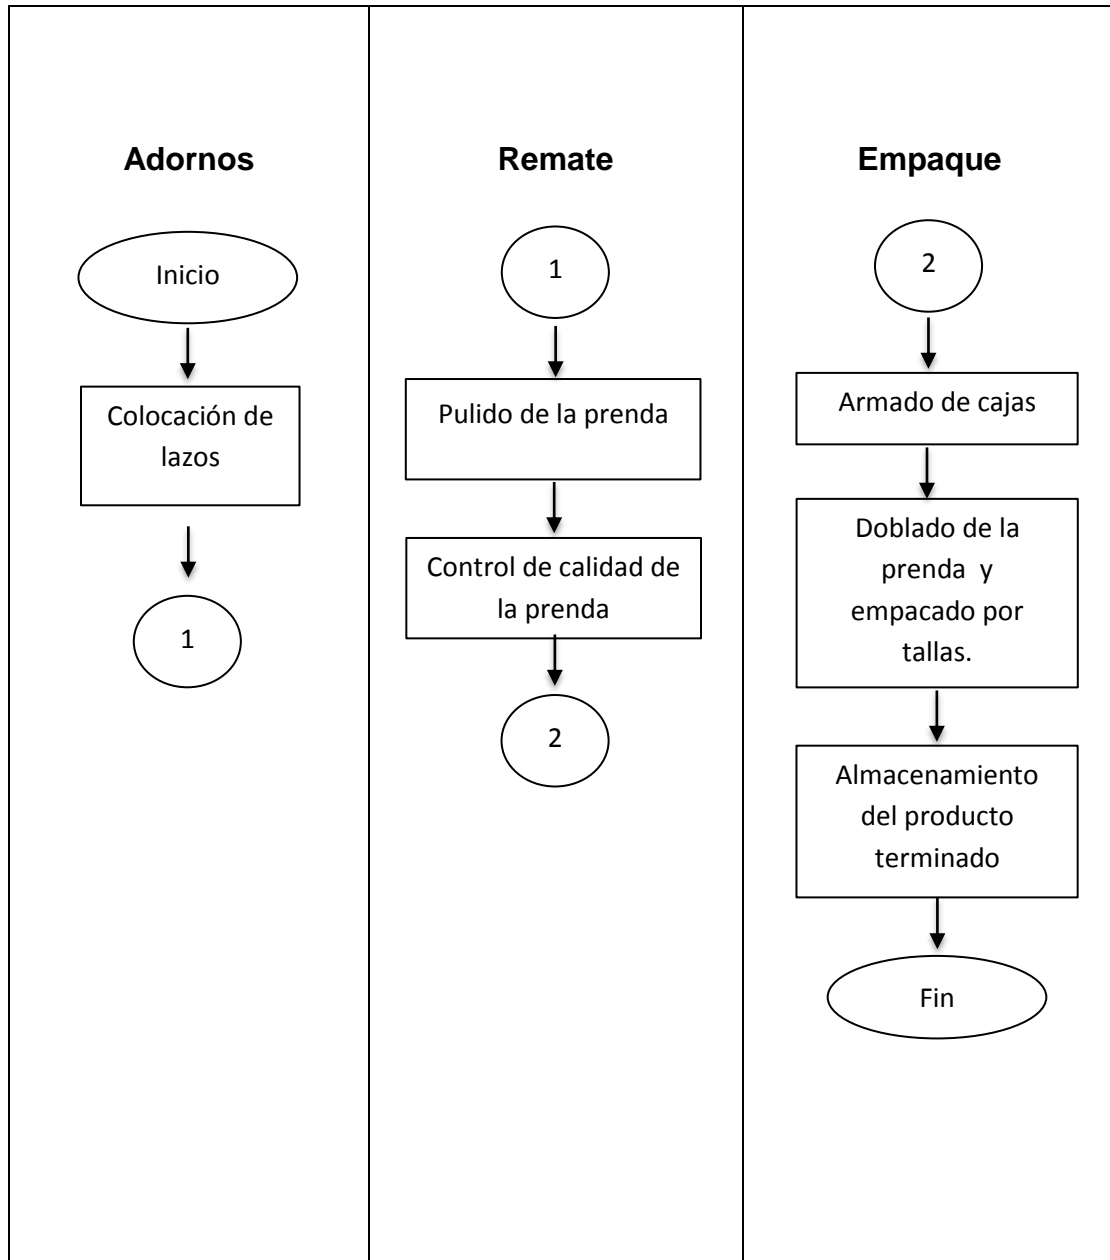 Adornos
Inicio
Colocación de
lazos
1
Remate
1
Pulido de la prenda
Control de calidad de
la prenda
2
Empaque
2
Armado de cajas
Doblado de la
prenda y
empacado por
tallas.
Almacenamiento
del producto
terminado
Fin